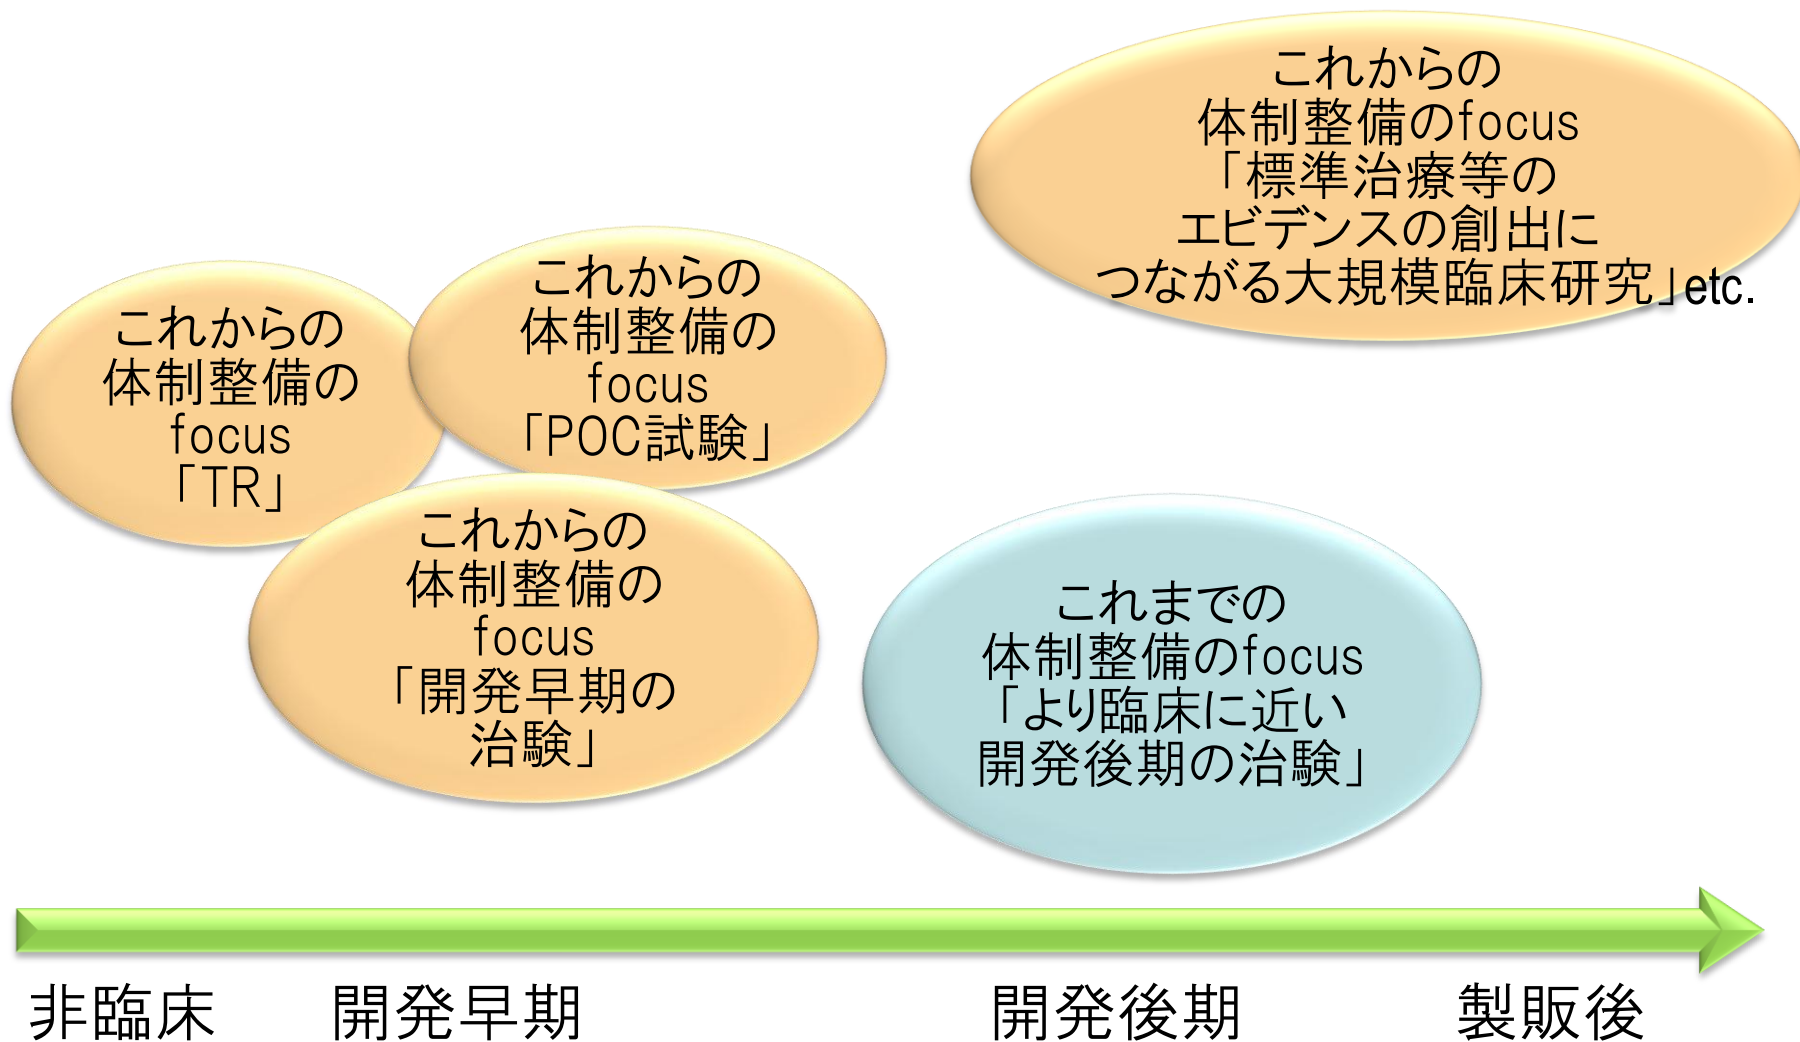 これからの
体制整備のfocus
「標準治療等の
エビデンスの創出に
つながる大規模臨床研究」etc.
これからの
体制整備の
focus
「TR」
これからの
体制整備の
focus
「POC試験」
これからの
体制整備の
focus
「開発早期の
治験」
これまでの
体制整備のfocus
「より臨床に近い
開発後期の治験」
非臨床
開発早期
開発後期
製販後